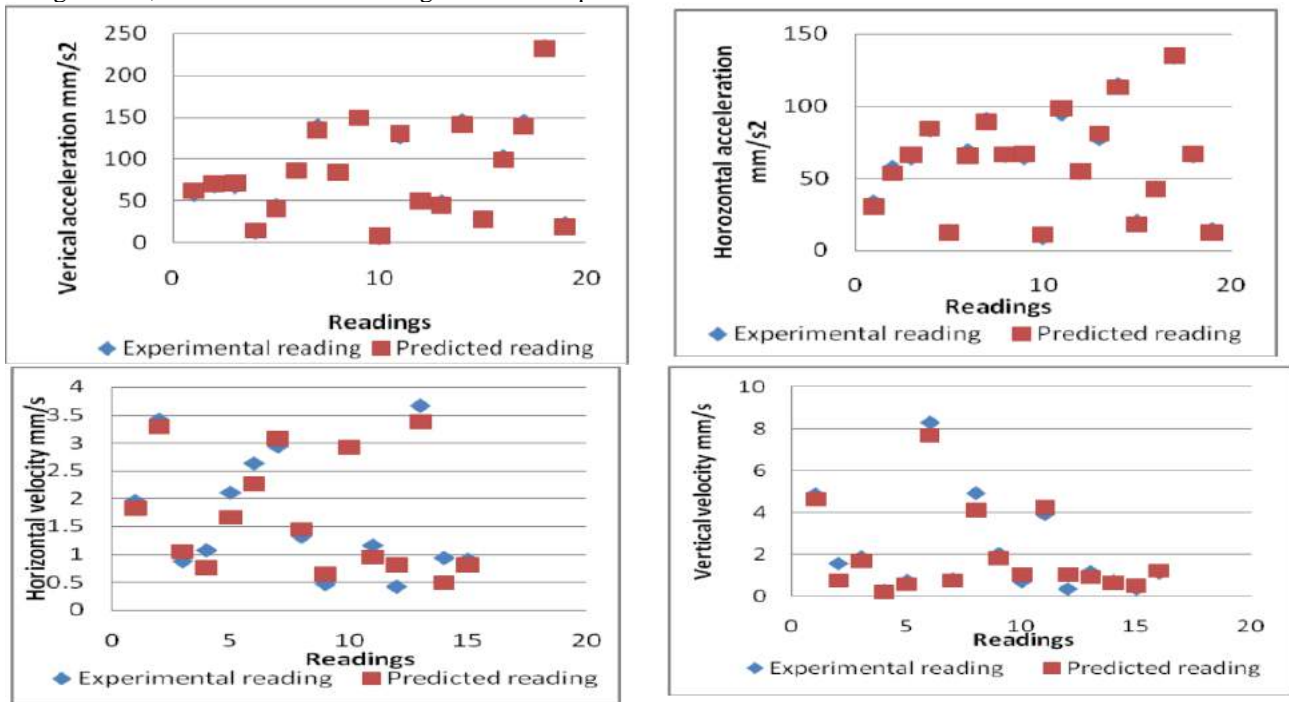 250
200
150
100
50
0
0
10
20
Verical acceleration mm/s2
Readings
Experimental reading
Predicted reading
150
100
50
0
0
10
20
Horozontal acceleration
mm/s2
Readings
Experimental reading
Predicted reading
4
3.5
3
2.5
2
1.5
1
0.5
0
0
5
10
15
20
Horizontal velocity mm/s
Readings
Experimental reading
Predicted reading
10
8
6
4
2
0
0
5
10
15
20
Vertical velocity mm/s
Readings
Experimental reading
Predicted reading